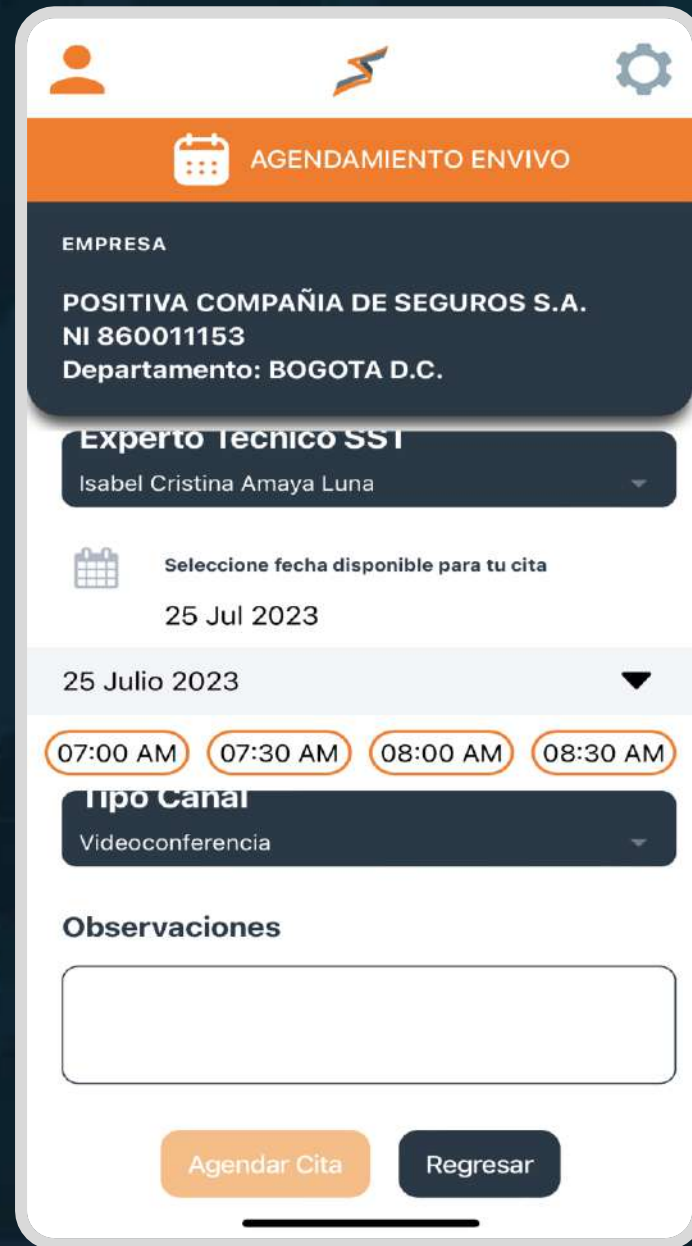 AGENDAMIENTO ENVIVO
EMPRESA
POSITIVA COMPAÑIA DE SEGUROS S.A.
NI 860011153
Departamento: BOGOTA D.C.
Experto Tecnico SST
Isabel Cristina Amaya Luna
Seleccione fecha disponible para tu cita
25 Jul 2023
25 Julio 2023
07:00 AM 07:30 AM 08:00 AM 08:30 AM
Tipo Canal
Videoconferencia
Observaciones
Agendar Cita Regresar